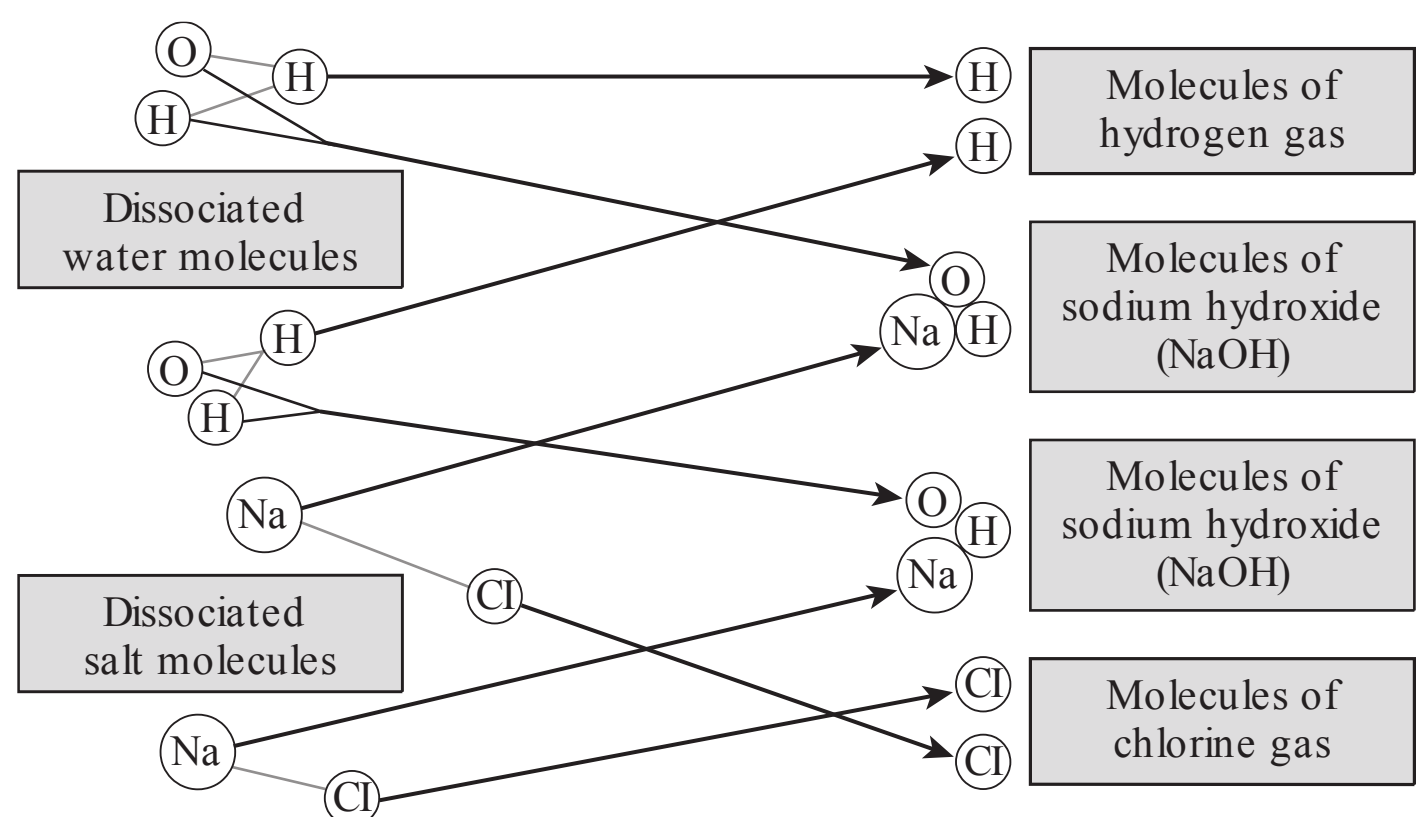 O
H
H
H
Molecules of
hydrogen gas
H
Dissociated
water molecules
O
Na
H
Molecules of
sodium hydroxide
(NaOH)
H
O
H
Na
O
H
Na
Molecules of
sodium hydroxide
(NaOH)
Cl
Dissociated
salt molecules
Na
Cl
Cl
Cl
Molecules of
chlorine gas